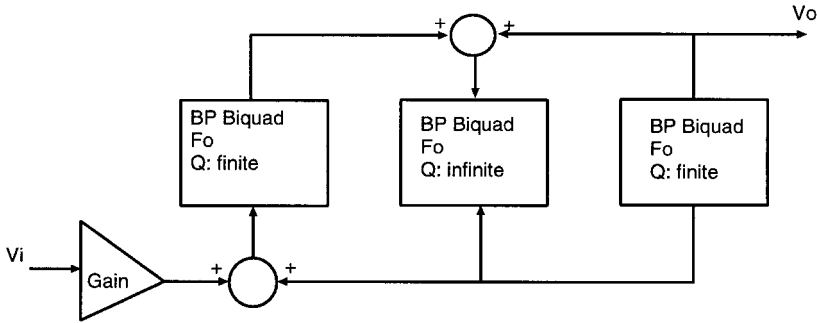 Vo
+ +
BP Biquad
Fo
Q: finite
BP Biquad
Fo
Q: infinite
BP Biquad
Fo
Q: finite
Vi
Gain
+ +